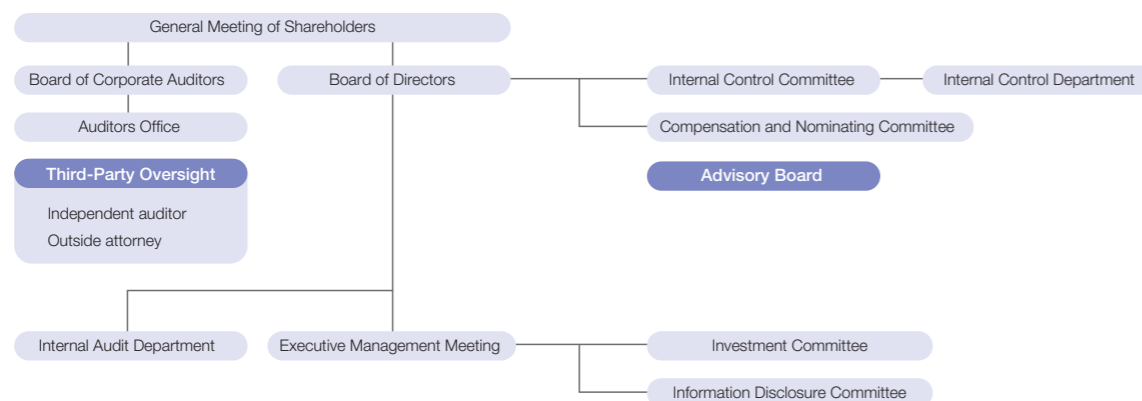 General Meeting of Shareholders
Board of Corporate Auditors
Board of Directors
Internal Control Committee
Internal Control Department
Auditors Office
Compensation and Nominating Committee
Third-Party Oversight
Advisory Board
Independent auditor
Outside attorney
Internal Audit Department
Executive Management Meeting
Investment Committee
Information Disclosure Committee